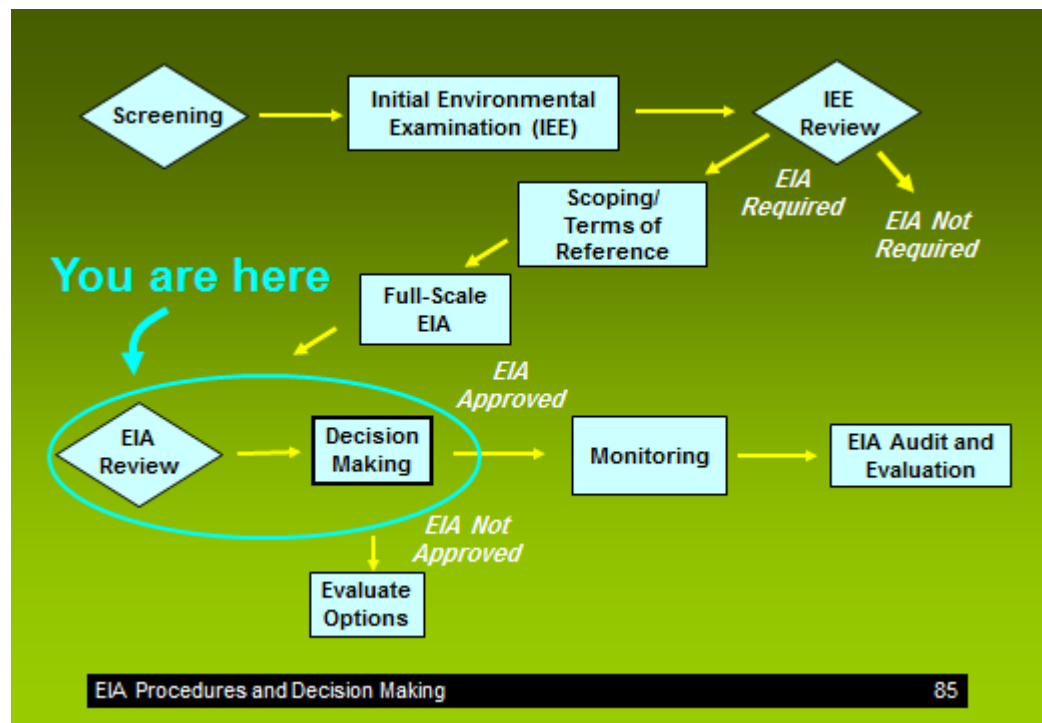 Screening
Initial Environmental
Examination (IEE)
IEE
Review
EIA
Required
EIA Not
Required
Scoping/
Terms of
Reference
You are here
Full-Scale
EIA
EIA
Approved
EIA
Review
Decision
Making
Monitoring
EIA Audit and
Evaluation
EIA Not
Approved
Evaluate
Options
EIA Procedures and Decision Making
85